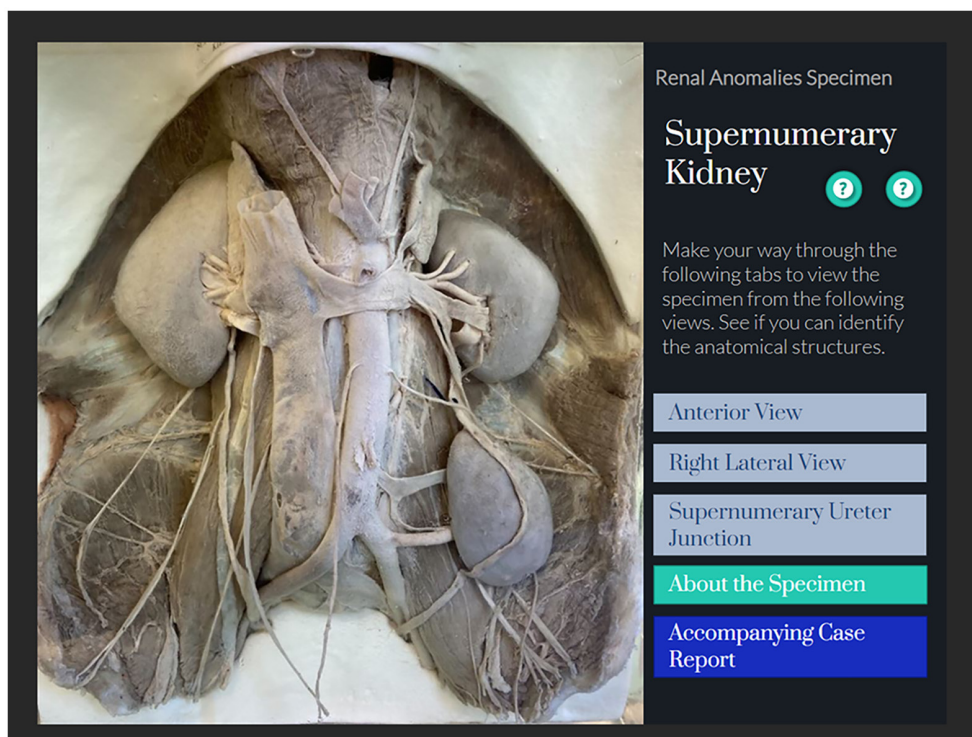 Renal Anomalies Specimen
Supernumerary
Kidney
? ?
Make your way through the
following tabs to view the
specimen from the following
views. See if you can identify
the anatomical structures.
Anterior View
Right Lateral View
Supernumerary Ureter
Junction
About the Specimen
Accompanying Case
Report